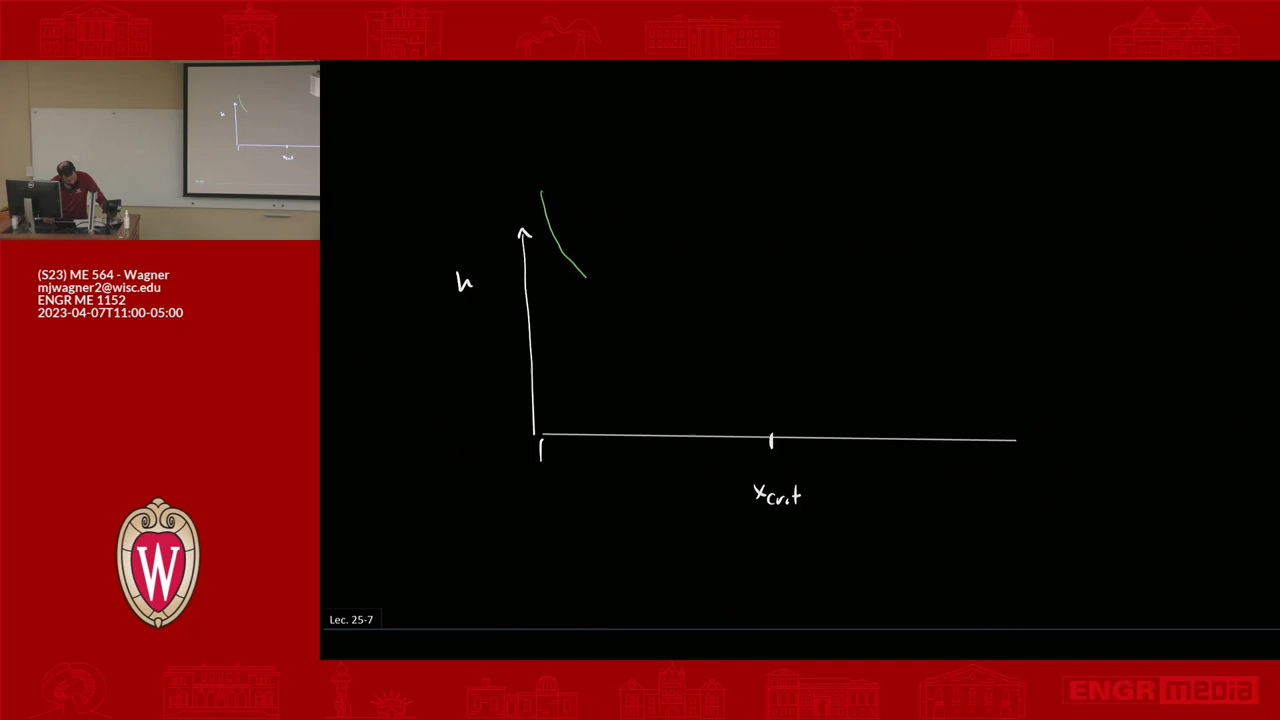 (S23) ME 564 - Wagner
mjwagner2@wisc.edu
ENGR ME 1152
2023-04-07T11:00-05:00
W
h
xcrit
Lec. 25-7
ENGR media